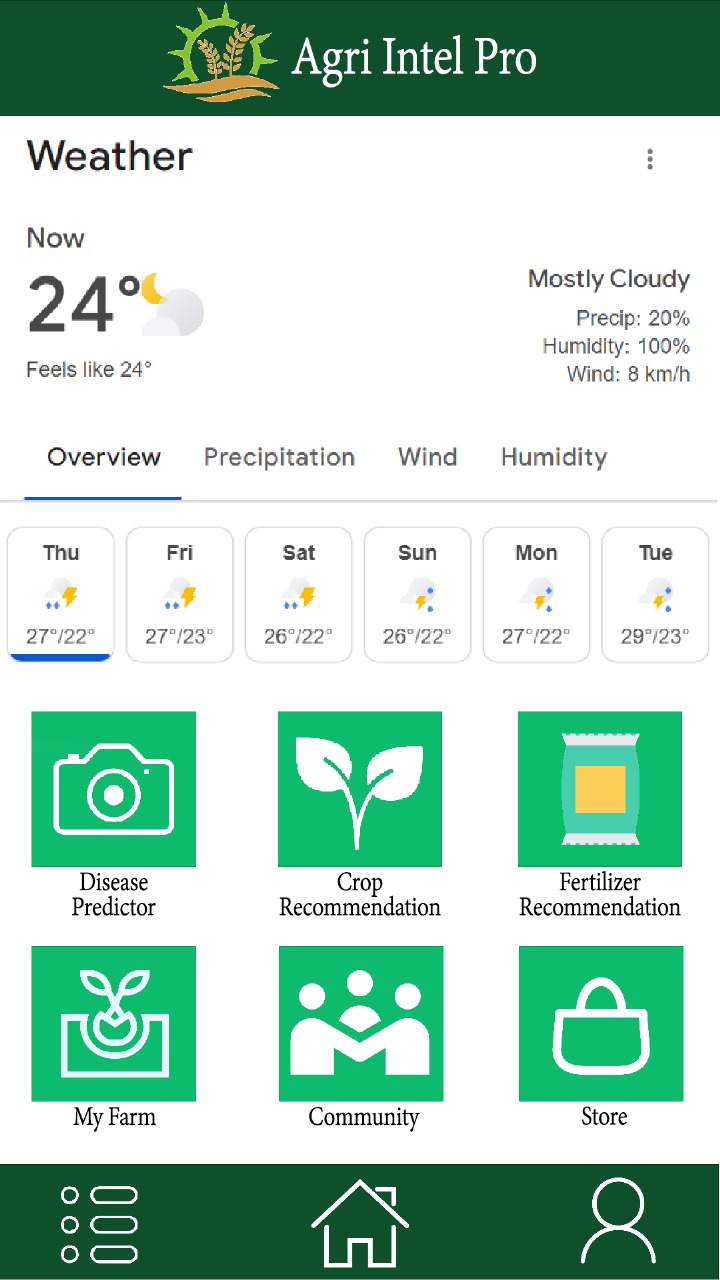 Agri Intel Pro
Weather
Now
24°
Feels like 24°
Mostly Cloudy
Precip: 20%
Humidity: 100%
Wind: 8 km/h
Overview Precipitation Wind Humidity
Thu Fri Sat Sun Mon Tue
27°/22° 27°/23° 26°/22° 26°/22° 27°/22° 29°/23°
Disease Crop Fertilizer
Predictor Recommendation Recommendation
My Farm Community Store